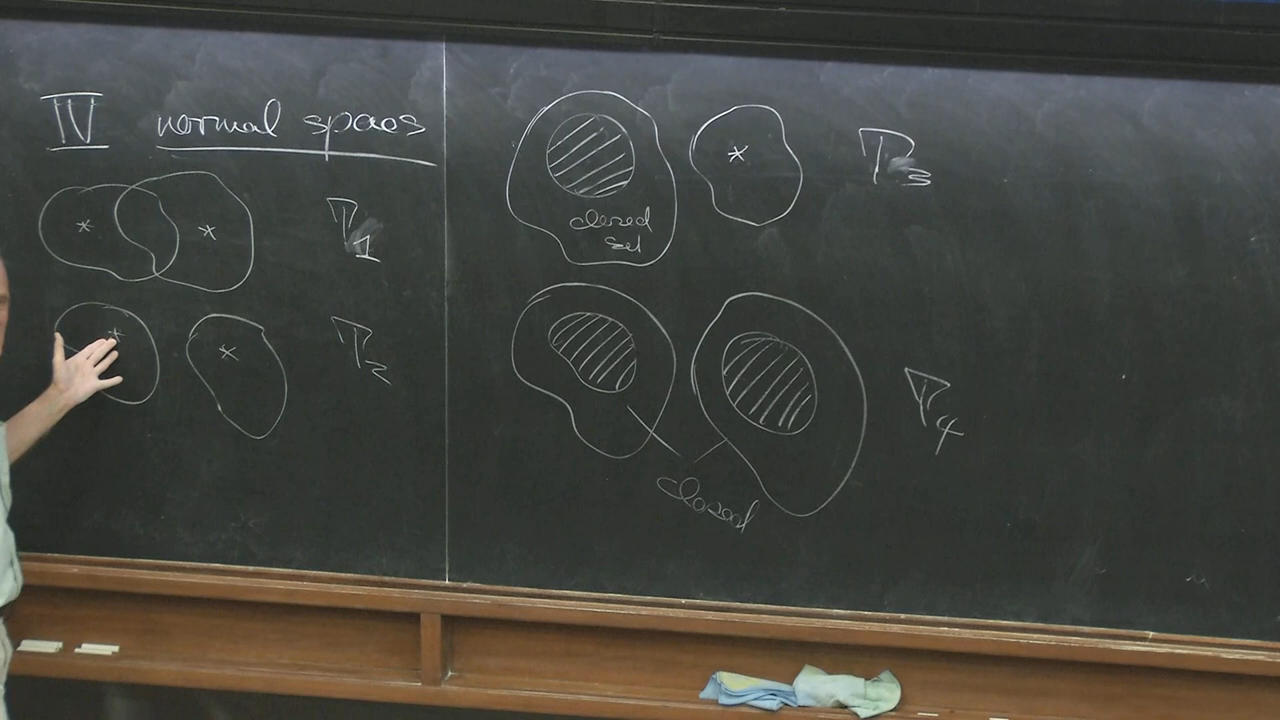 IV normal spaces
T1
T2
closed
set
T3
T4
closed